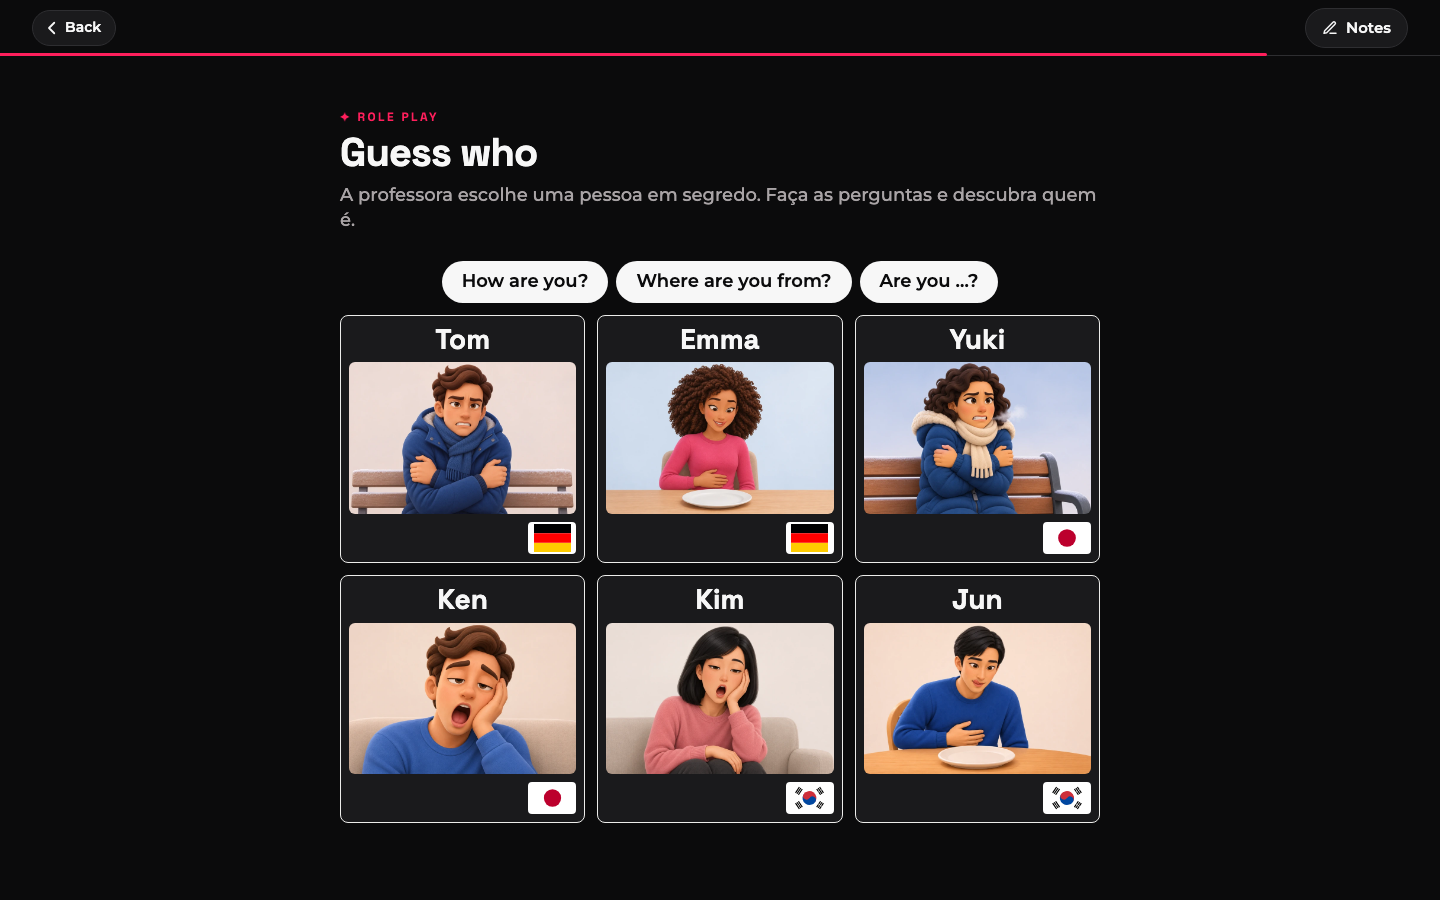 Back
Notes
✦ ROLE PLAY
Guess who
A professora escolhe uma pessoa em segredo. Faça as perguntas e descubra quem
é.
How are you?
Where are you from?
Are you ...?
Tom
Emma
Yuki
Ken
Kim
Jun